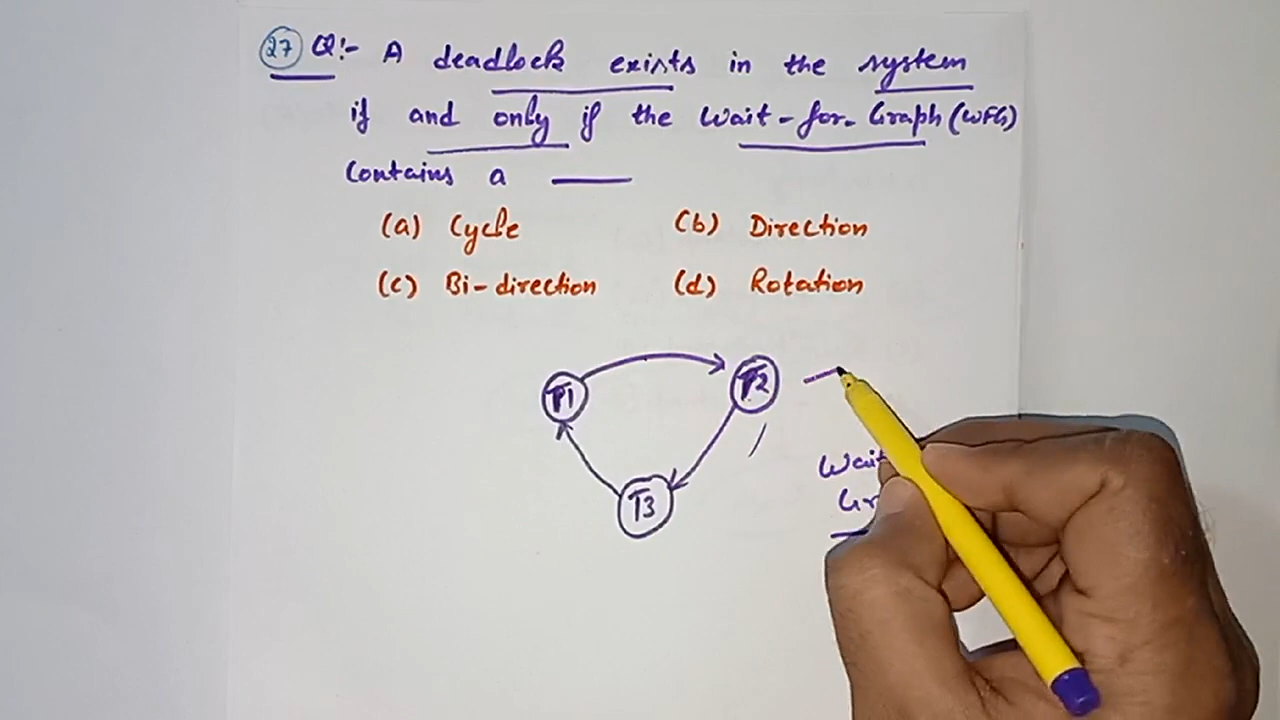 27 Q:- A deadlock exists in the system
if and only if the Wait-for-Graph (WFG)
Contains a ____
(a) Cycle (b) Direction
(c) Bi-direction (d) Rotation
T1 T2
T3